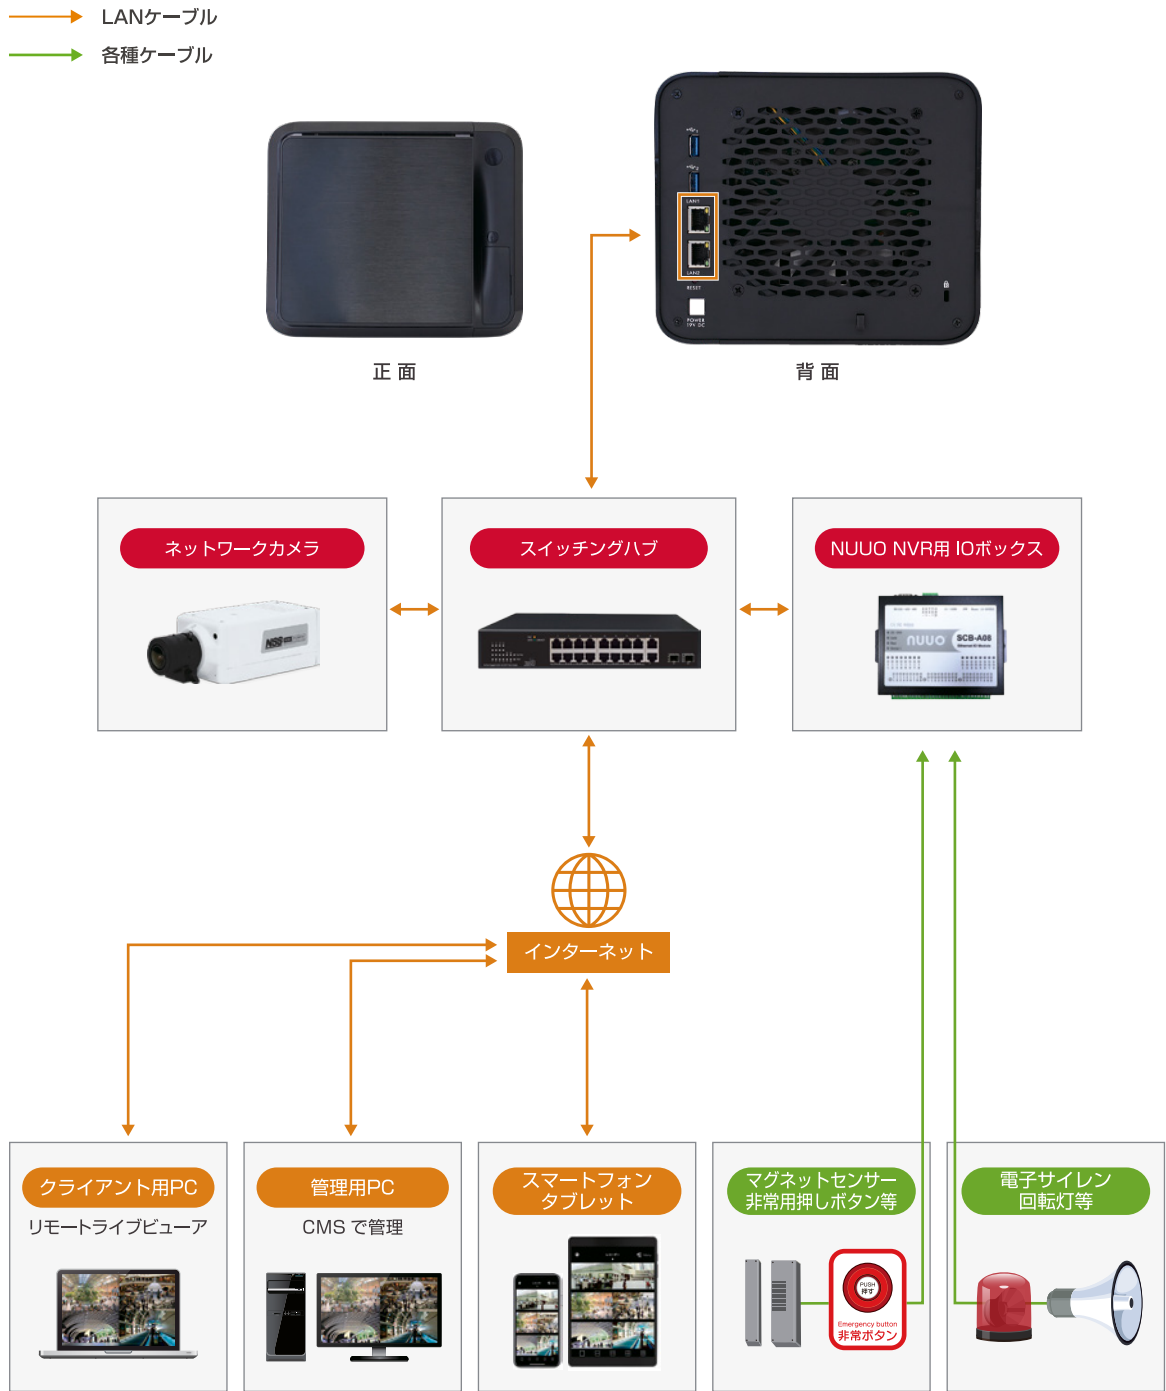 LANケーブル
各種ケーブル
LAN1
LAN2
RESET
POWER
19V DC
正面
背面
ネットワークカメラ
スイッチングハブ
NUUO NVR用 IOボックス
NSS
nuuo
SCB-A08
インターネット
クライアント用PC
リモートライブビューア
管理用PC
CMS で管理
スマートフォン
タブレット
マグネットセンサー
非常用押しボタン等
電子サイレン
回転灯等
PUSH
押す
Emergency button
非常ボタン